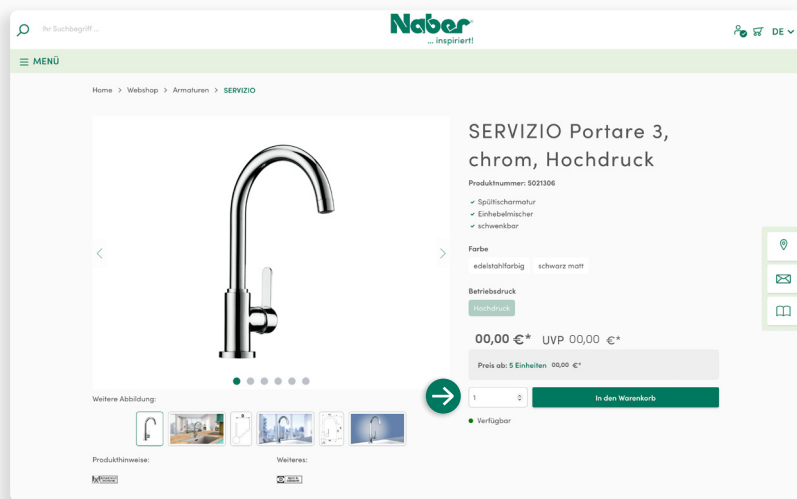 Ihr Suchbegriff ...
Naber
... inspiriert!
DE
MENÜ
Home > Webshop > Armaturen > SERVIZIO
SERVIZIO Portare 3,
chrom, Hochdruck
Produktnummer: 5021306
Spültischarmatur
Einhebelmischer
schwenkbar
Farbe
edelstahlfarbig schwarz matt
Betriebsdruck
Hochdruck
00,00 €* UVP 00,00 €*
Preis ab: 5 Einheiten 00,00 €*
1 In den Warenkorb
Verfügbar
Weitere Abbildung:
Produkthinweise: Weiteres: